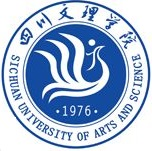 四川文理学院
·1976·
SICHUAN UNIVERSITY OF ARTS AND SCIENCE